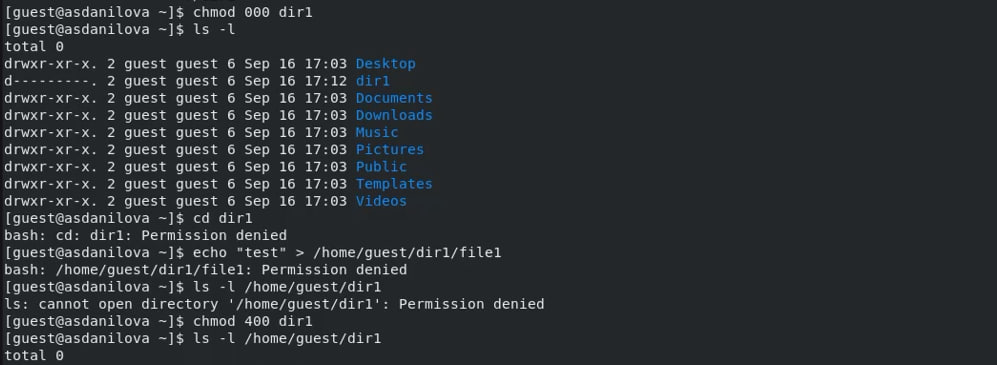 [guest@asdanilova ~]$ chmod 000 dir1
[guest@asdanilova ~]$ ls -l
total 0
drwxr-xr-x. 2 guest guest 6 Sep 16 17:03 Desktop
d---------. 2 guest guest 6 Sep 16 17:12 dir1
drwxr-xr-x. 2 guest guest 6 Sep 16 17:03 Documents
drwxr-xr-x. 2 guest guest 6 Sep 16 17:03 Downloads
drwxr-xr-x. 2 guest guest 6 Sep 16 17:03 Music
drwxr-xr-x. 2 guest guest 6 Sep 16 17:03 Pictures
drwxr-xr-x. 2 guest guest 6 Sep 16 17:03 Public
drwxr-xr-x. 2 guest guest 6 Sep 16 17:03 Templates
drwxr-xr-x. 2 guest guest 6 Sep 16 17:03 Videos
[guest@asdanilova ~]$ cd dir1
bash: cd: dir1: Permission denied
[guest@asdanilova ~]$ echo "test" > /home/guest/dir1/file1
bash: /home/guest/dir1/file1: Permission denied
[guest@asdanilova ~]$ ls -l /home/guest/dir1
ls: cannot open directory '/home/guest/dir1': Permission denied
[guest@asdanilova ~]$ chmod 400 dir1
[guest@asdanilova ~]$ ls -l /home/guest/dir1
total 0